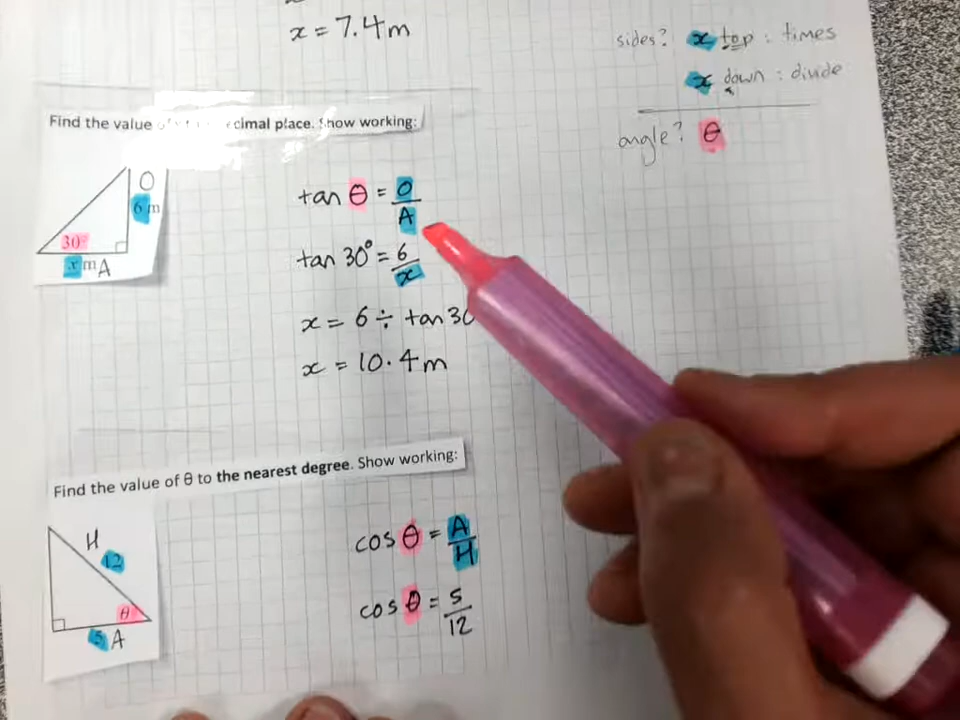 x = 7.4m
sides? x top : times
x down : divide
angle? θ
Find the value of cimal place. Show working:
O
6 m
30°
x m A
tan θ = O/A
tan 30° = 6/x
x = 6 ÷ tan 30
x = 10.4m
Find the value of θ to the nearest degree. Show working:
H
12
θ
5 A
cos θ = A/H
cos θ = 5/12